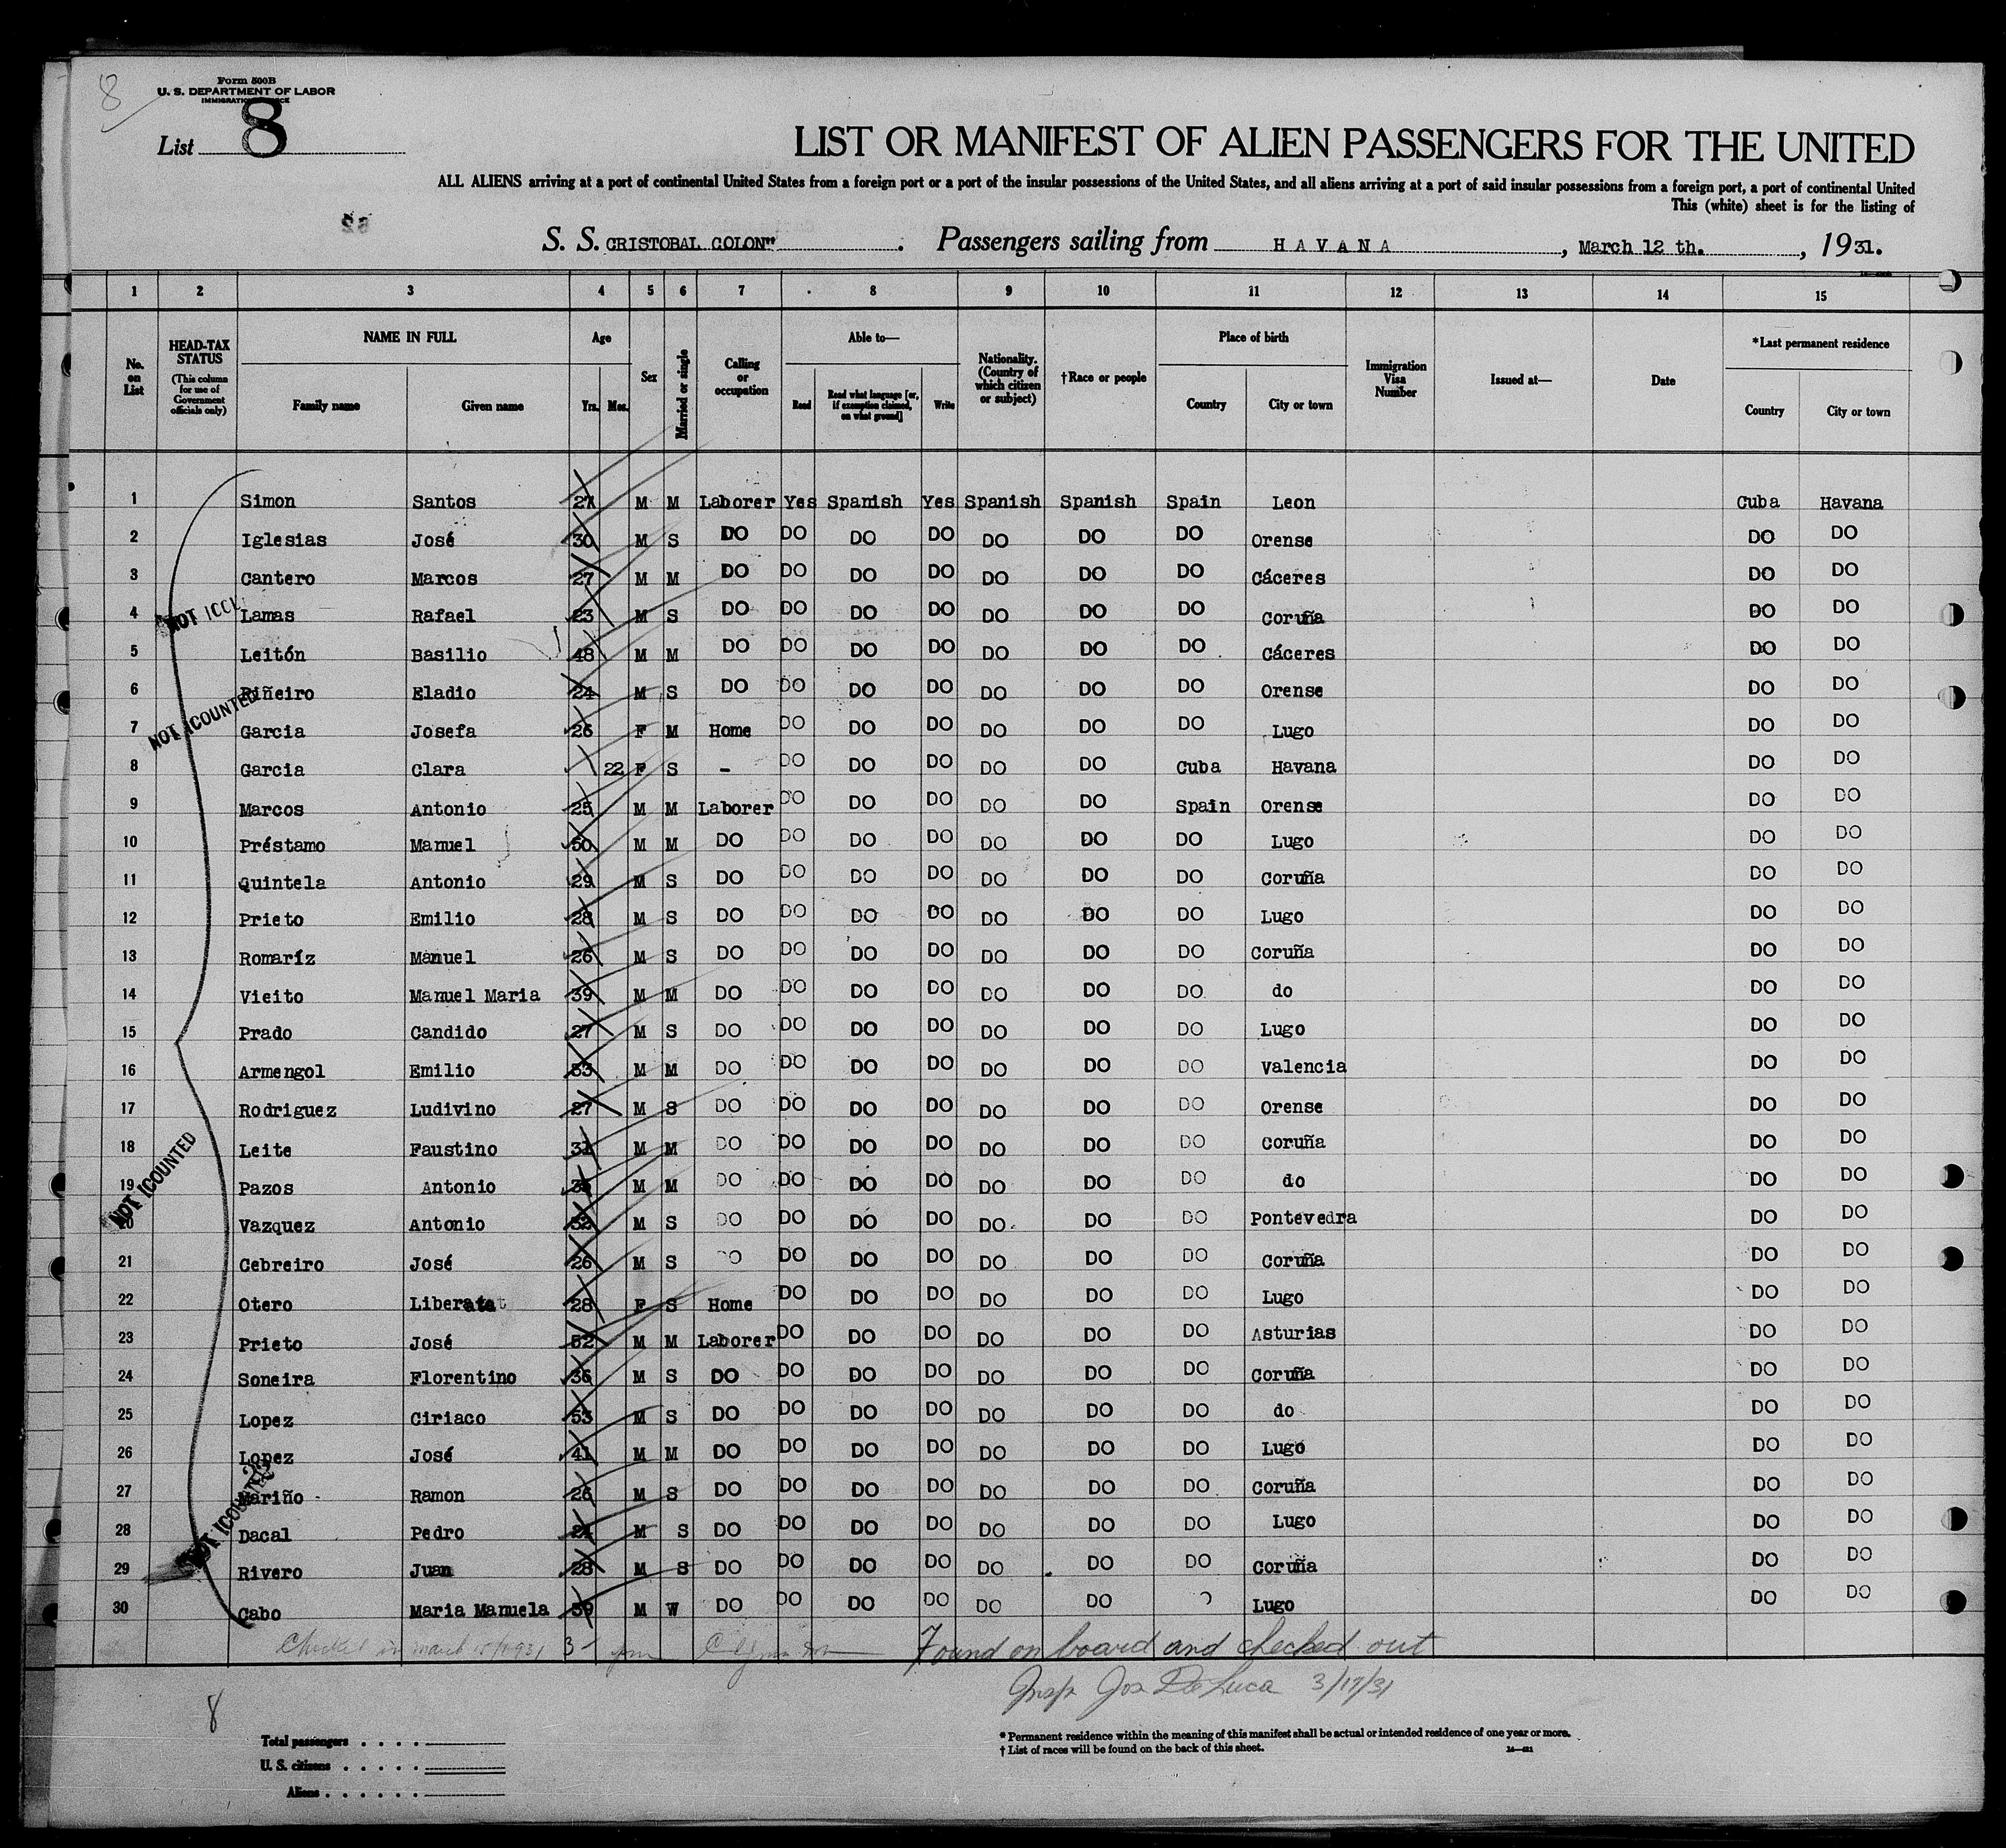 8
Form 500B
U. S. DEPARTMENT OF LABOR
List 8
LIST OR MANIFEST OF ALIEN PASSENGERS FOR THE UNITED
ALL ALIENS arriving at a port of continental United States from a foreign port or a port of the insular possessions of the United States, and all aliens arriving at a port of said insular possessions from a foreign port, a port of continental United
This (white) sheet is for the listing of
S. S. CRISTOBAL COLON" . Passengers sailing from HAVANA , March 12 th. , 1931.
1 2 3 4 5 6 7 8 9 10 11 12 13 14 15
No. on List
HEAD-TAX STATUS (This column for use of Government officials only)
NAME IN FULL
Family name Given name
Age
Yrs. Mos.
Sex
Married or single
Calling or occupation
Able to—
Read Read what language [or, if exemption claimed, on what ground] Write
Nationality. (Country of which citizen or subject)
†Race or people
Place of birth
Country City or town
Immigration Visa Number
Issued at—
Date
*Last permanent residence
Country City or town
1 Simon Santos 27 M M Laborer Yes Spanish Yes Spanish Spanish Spain Leon Cuba Havana
2 Iglesias José 30 M S DO DO DO DO DO DO DO Orense DO DO
3 Cantero Marcos 27 M M DO DO DO DO DO DO DO Cáceres DO DO
4 Lamas Rafael 23 M S DO DO DO DO DO DO DO Coruña DO DO
5 Leitón Basilio 48 M M DO DO DO DO DO DO DO Cáceres DO DO
6 Piñeiro Eladio 24 M S DO DO DO DO DO DO DO Orense DO DO
NOT ICOUNTED
7 Garcia Josefa 26 F M Home DO DO DO DO DO DO Lugo DO DO
8 Garcia Clara 22 F S - DO DO DO DO DO Cuba Havana DO DO
9 Marcos Antonio 25 M M Laborer DO DO DO DO DO Spain Orense DO DO
10 Préstamo Manuel 50 M M DO DO DO DO DO DO DO Lugo DO DO
11 Quintela Antonio 29 M S DO DO DO DO DO DO DO Coruña DO DO
12 Prieto Emilio 28 M S DO DO DO DO DO DO DO Lugo DO DO
13 Romaríz Manuel 26 M S DO DO DO DO DO DO DO Coruña DO DO
14 Vieito Manuel Maria 39 M M DO DO DO DO DO DO DO do DO DO
15 Prado Candido 27 M S DO DO DO DO DO DO DO Lugo DO DO
16 Armengol Emilio 33 M M DO DO DO DO DO DO DO Valencia DO DO
17 Rodriguez Ludivino 27 M S DO DO DO DO DO DO DO Orense DO DO
18 Leite Faustino 31 M M DO DO DO DO DO DO DO Coruña DO DO
NOT ICOUNTED
19 Pazos Antonio M M DO DO DO DO DO DO DO do DO DO
20 Vazquez Antonio 32 M S DO DO DO DO DO DO DO Pontevedra DO DO
21 Cebreiro José 26 M S DO DO DO DO DO DO DO Coruña DO DO
22 Otero Liberata 28 F S Home DO DO DO DO DO DO Lugo DO DO
23 Prieto José 52 M M Laborer DO DO DO DO DO DO Asturias DO DO
24 Soneira Florentino 36 M S DO DO DO DO DO DO DO Coruña DO DO
25 Lopez Ciriaco 53 M S DO DO DO DO DO DO DO do DO DO
26 Lopez José 41 M M DO DO DO DO DO DO DO Lugo DO DO
27 Mariño Ramon 26 M S DO DO DO DO DO DO DO Coruña DO DO
NOT ICOUNTED
28 Dacal Pedro M S DO DO DO DO DO DO DO Lugo DO DO
29 Rivero Juan 28 M S DO DO DO DO DO DO DO Coruña DO DO
30 Cabo Maria Manuela 59 M W DO DO DO DO DO DO Lugo DO DO
Found on board and checked out
Insp. Jos De Luca 3/17/31
8
Total passengers
U. S. citizens
Aliens
* Permanent residence within the meaning of this manifest shall be actual or intended residence of one year or more.
† List of races will be found on the back of this sheet.